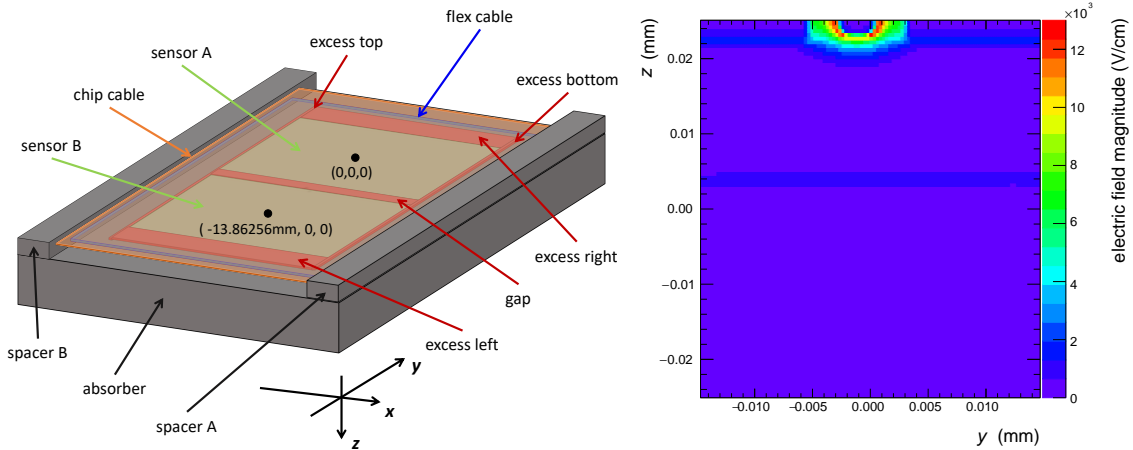 flex cable
excess top
sensor A
excess bottom
chip cable
sensor B
(0,0,0)
( -13.86256mm, 0, 0)
excess right
gap
excess left
spacer B
absorber
spacer A
y
x
z
z (mm)
0.02
0.01
0.00
−0.01
−0.02
−0.010
−0.005
0.000
0.005
0.010
y (mm)
×10³
12
10
8
6
4
2
0
electric field magnitude (V/cm)